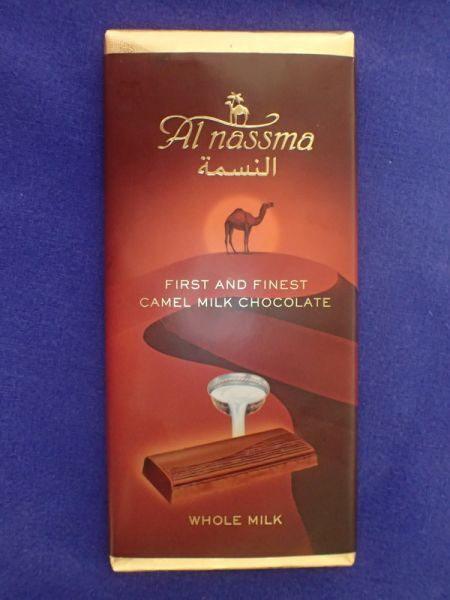 Al nassma
النسمة
FIRST AND FINEST
CAMEL MILK CHOCOLATE
WHOLE MILK